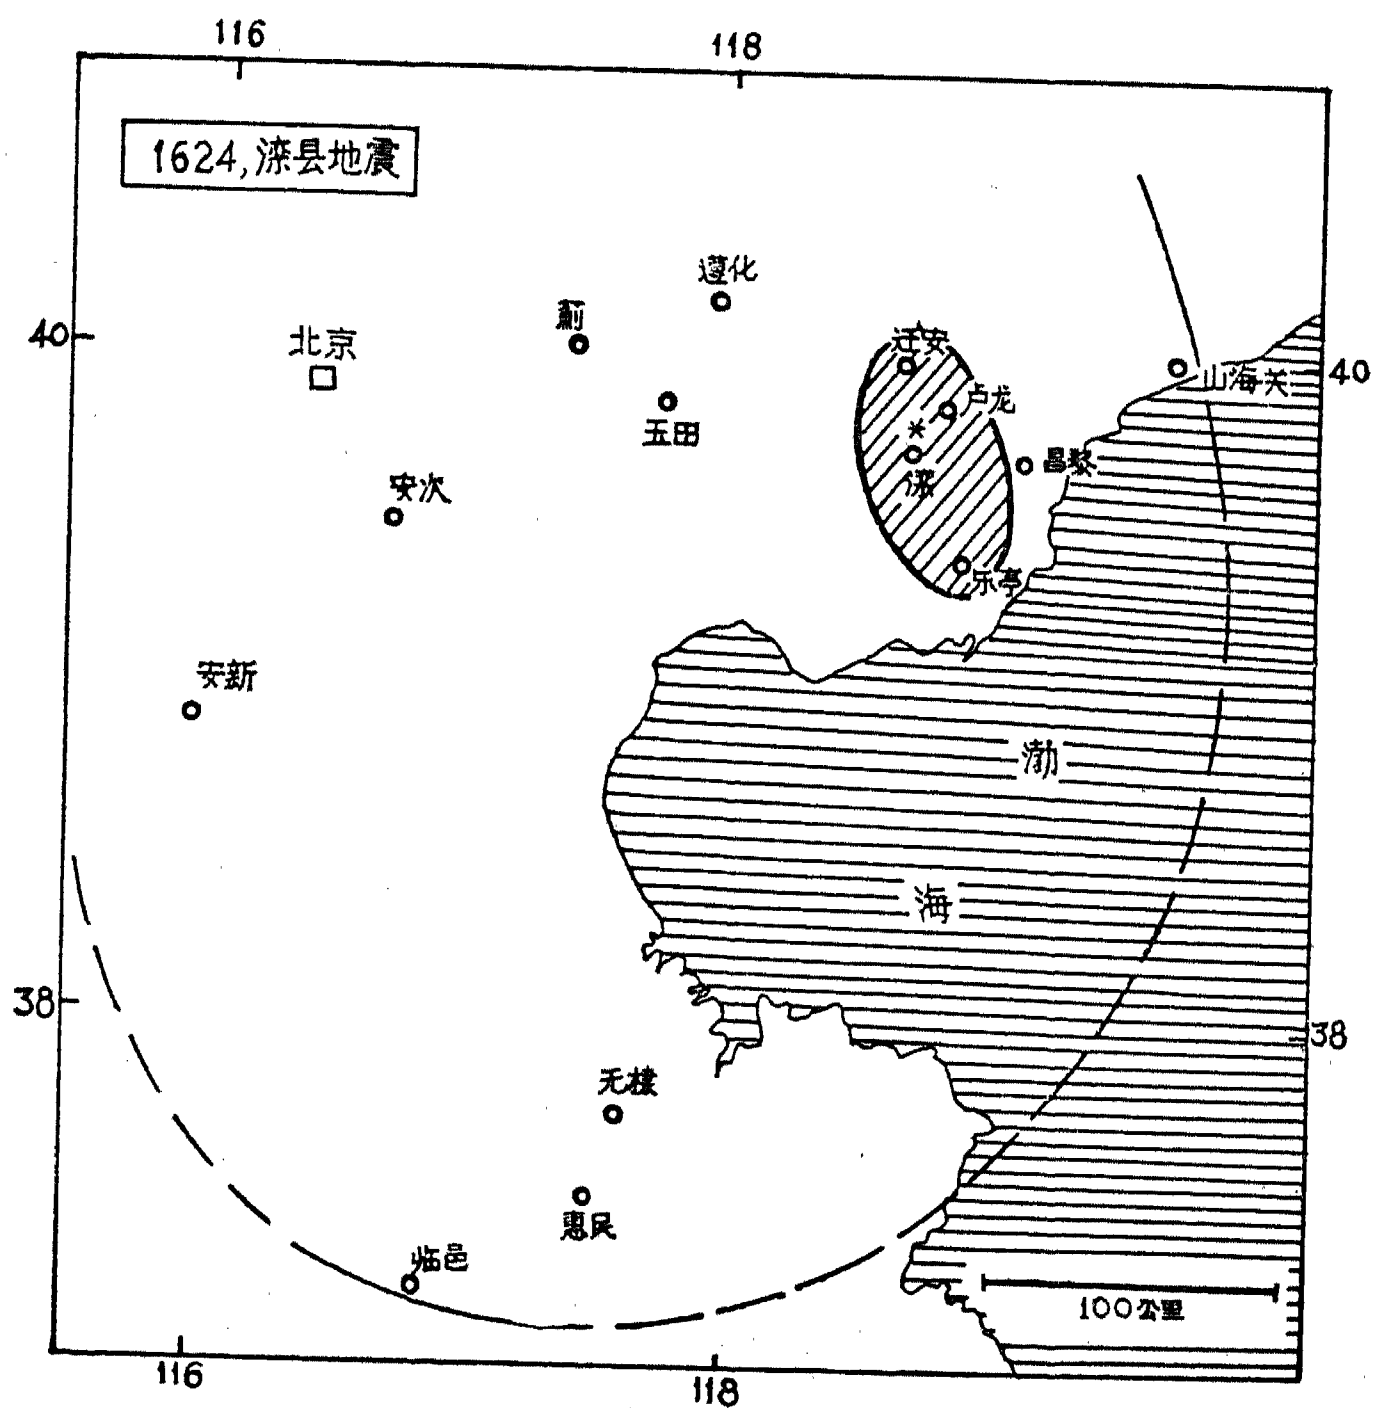 116
118
1624,滦县地震
遵化
蓟
40
北京
迁安
山海关
40
卢龙
玉田
昌黎
滦
安次
乐亭
安新
渤
海
38
38
无棣
惠民
临邑
100公里
116
118